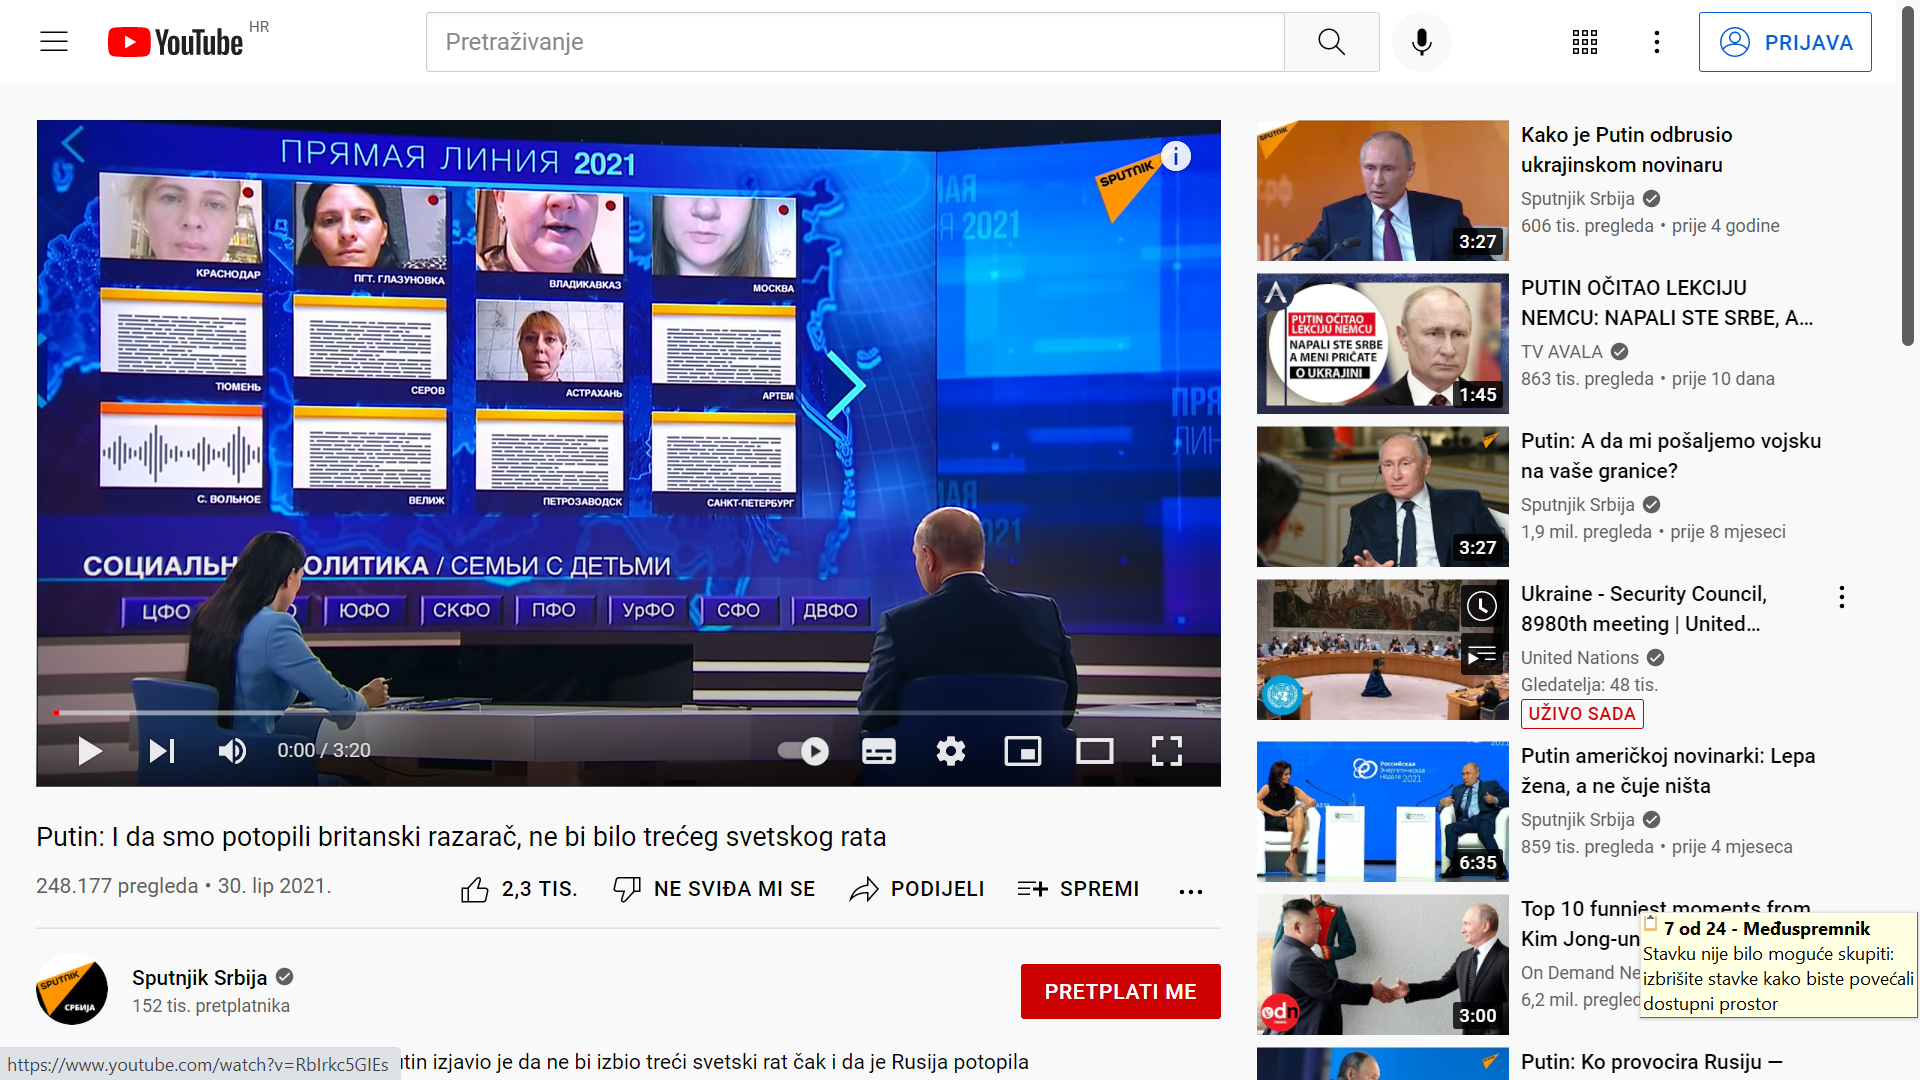 YouTube HR
Pretraživanje
PRIJAVA
ПРЯМАЯ ЛИНИЯ 2021
SPUTNIK
i
КРАСНОДАР
ПГТ. ГЛАЗУНОВКА
ВЛАДИКАВКАЗ
МОСКВА
ТЮМЕНЬ
СЕРОВ
АСТРАХАНЬ
АРТЕМ
С. ВОЛЬНОЕ
ВЕЛИЖ
ПЕТРОЗАВОДСК
САНКТ-ПЕТЕРБУРГ
2021
СОЦИАЛЬН ОЛИТИКА / СЕМЬИ С ДЕТЬМИ
ЦФО ЮФО СКФО ПФО УрФО СФО ДВФО
0:00 / 3:20
Putin: I da smo potopili britanski razarač, ne bi bilo trećeg svetskog rata
248.177 pregleda • 30. lip 2021.
2,3 TIS. NE SVIĐA MI SE PODIJELI SPREMI
SPUTNIK
СРБИЈА
Sputnjik Srbija
152 tis. pretplatnika
PRETPLATI ME
utin izjavio je da ne bi izbio treći svetski rat čak i da je Rusija potopila
https://www.youtube.com/watch?v=RbIrkc5GIEs
SPUTNIK
3:27
Kako je Putin odbrusio
ukrajinskom novinaru
Sputnjik Srbija
606 tis. pregleda • prije 4 godine
PUTIN OČITAO
LEKCIJU NEMCU
NAPALI STE SRBE
A MENI PRIČATE
O UKRAJINI
1:45
PUTIN OČITAO LEKCIJU
NEMCU: NAPALI STE SRBE, A...
TV AVALA
863 tis. pregleda • prije 10 dana
3:27
Putin: A da mi pošaljemo vojsku
na vaše granice?
Sputnjik Srbija
1,9 mil. pregleda • prije 8 mjeseci
Ukraine - Security Council,
8980th meeting | United...
United Nations
Gledatelja: 48 tis.
UŽIVO SADA
Российская
Энергетическая
Неделя 2021
6:35
Putin američkoj novinarki: Lepa
žena, a ne čuje ništa
Sputnjik Srbija
859 tis. pregleda • prije 4 mjeseca
odn
3:00
Top 10 funniest moments from
Kim Jong-un
On Demand Ne
6,2 mil. pregled
7 od 24 - Međuspremnik
Stavku nije bilo moguće skupiti:
izbrišite stavke kako biste povećali
dostupni prostor
Putin: Ko provocira Rusiju —